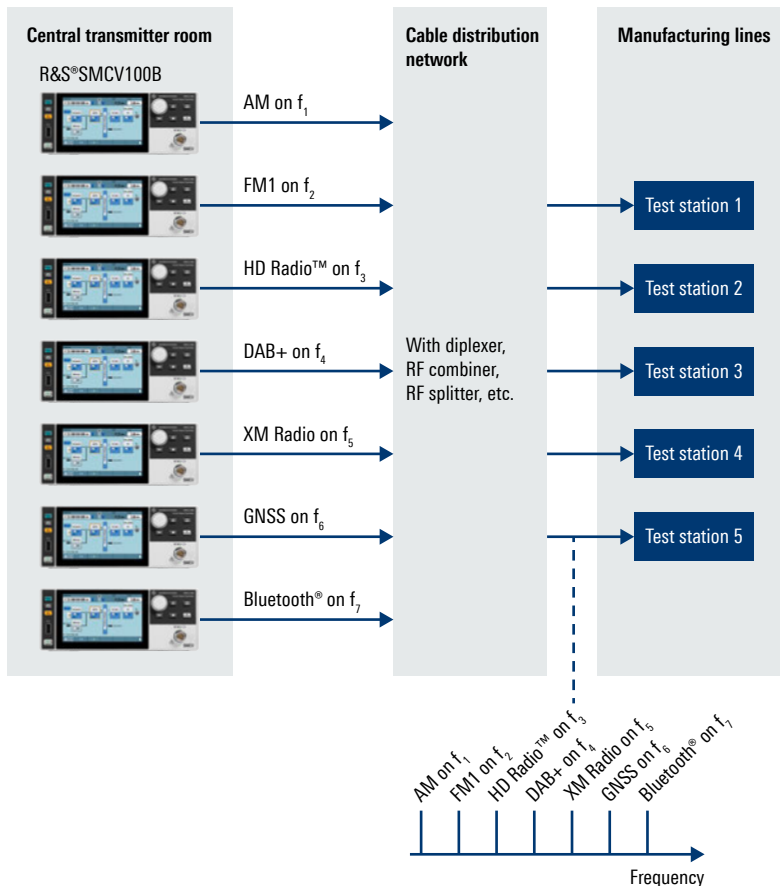 Central transmitter room
R&S®SMCV100B
AM on f₁
FM1 on f₂
HD Radio™ on f₃
DAB+ on f₄
XM Radio on f₅
GNSS on f₆
Bluetooth® on f₇
Cable distribution
network
With diplexer,
RF combiner,
RF splitter, etc.
Manufacturing lines
Test station 1
Test station 2
Test station 3
Test station 4
Test station 5
AM on f₁
FM1 on f₂
HD Radio™ on f₃
DAB+ on f₄
XM Radio on f₅
GNSS on f₆
Bluetooth® on f₇
Frequency